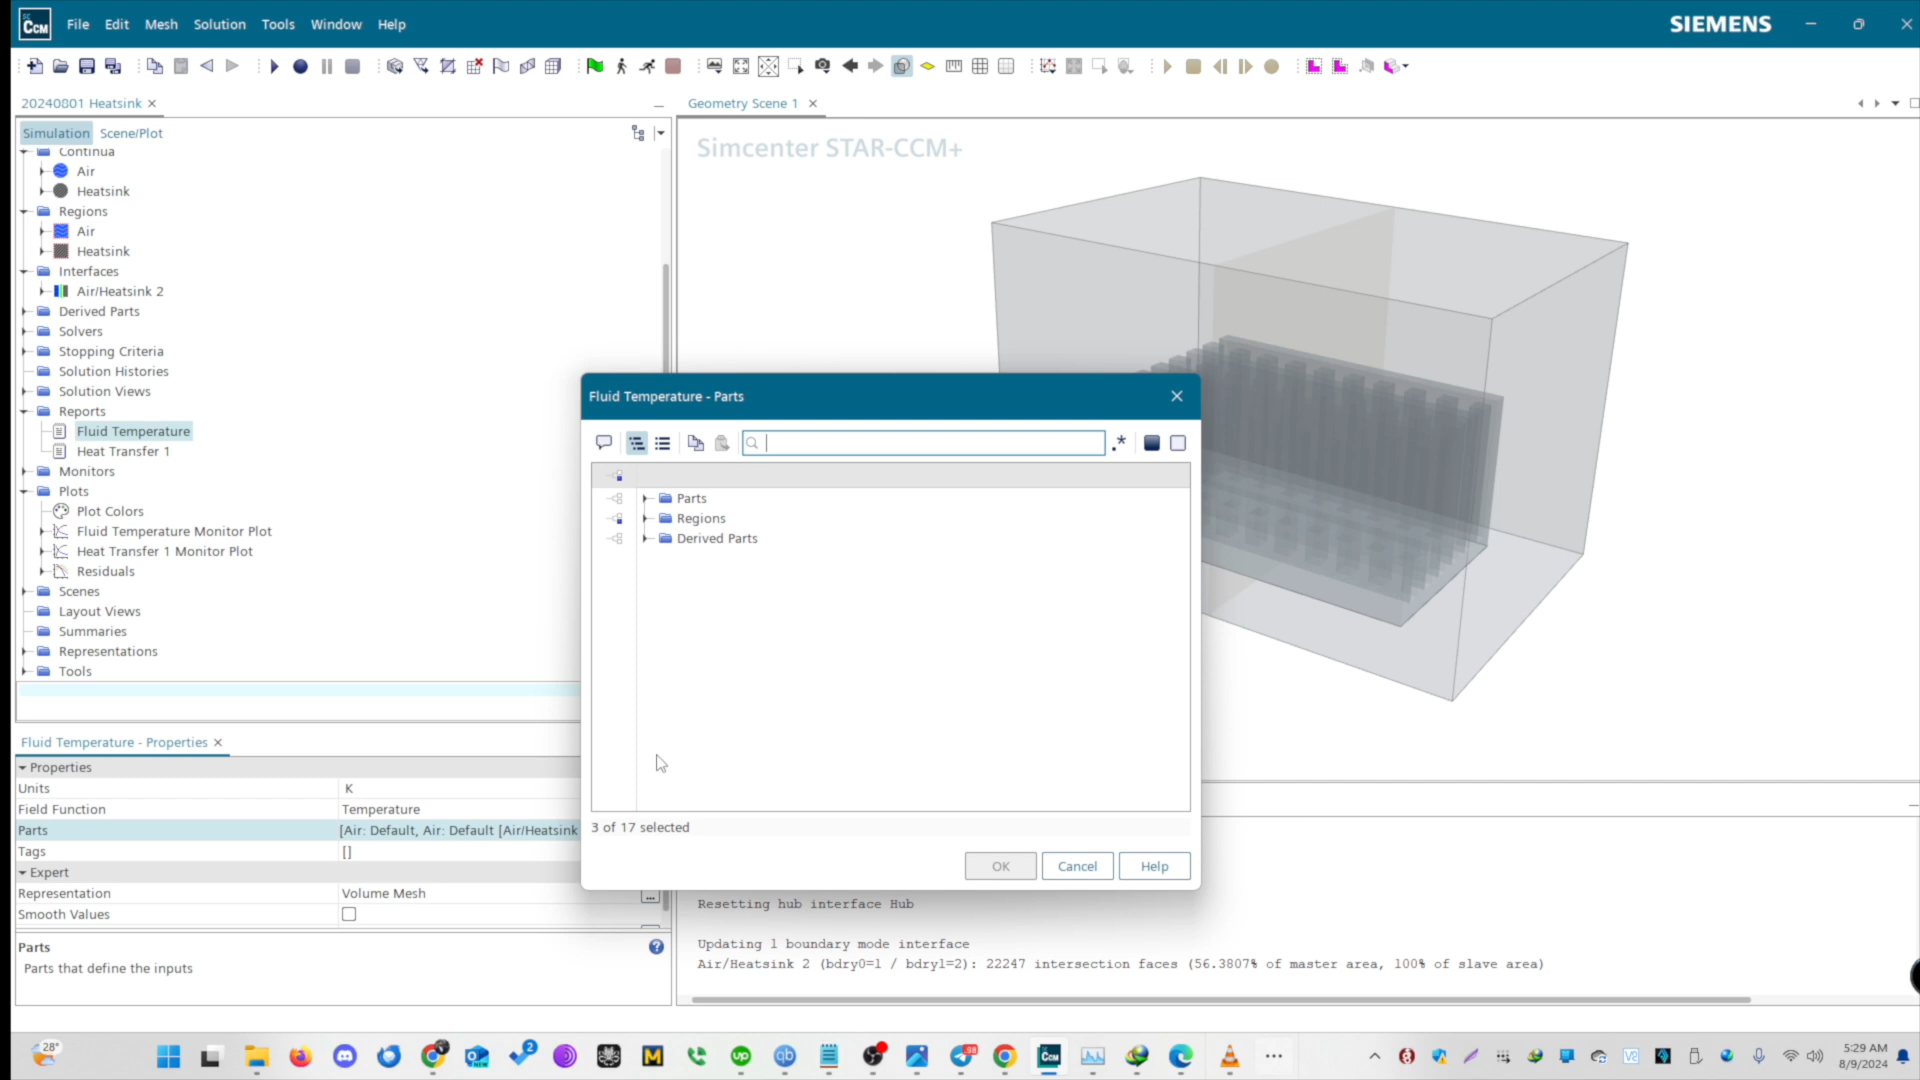 CCM File Edit Mesh Solution Tools Window Help SIEMENS
20240801 Heatsink
Geometry Scene 1
Simulation Scene/Plot
Simcenter STAR-CCM+
Continua
Air
Heatsink
Regions
Air
Heatsink
Interfaces
Air/Heatsink 2
Derived Parts
Solvers
Stopping Criteria
Solution Histories
Solution Views
Reports
Fluid Temperature
Heat Transfer 1
Monitors
Plots
Plot Colors
Fluid Temperature Monitor Plot
Heat Transfer 1 Monitor Plot
Residuals
Scenes
Layout Views
Summaries
Representations
Tools
Fluid Temperature - Parts
.*
Parts
Regions
Derived Parts
3 of 17 selected
OK Cancel Help
Fluid Temperature - Properties
Properties
Units K
Field Function Temperature
Parts [Air: Default, Air: Default [Air/Heatsink
Tags []
Expert
Representation Volume Mesh ...
Smooth Values
Parts
Parts that define the inputs
Resetting hub interface Hub
Updating 1 boundary mode interface
Air/Heatsink 2 (bdry0=1 / bdry1=2): 22247 intersection faces (56.3807% of master area, 100% of slave area)
28°
2
up
qb
98
CCM
5:29 AM
8/9/2024